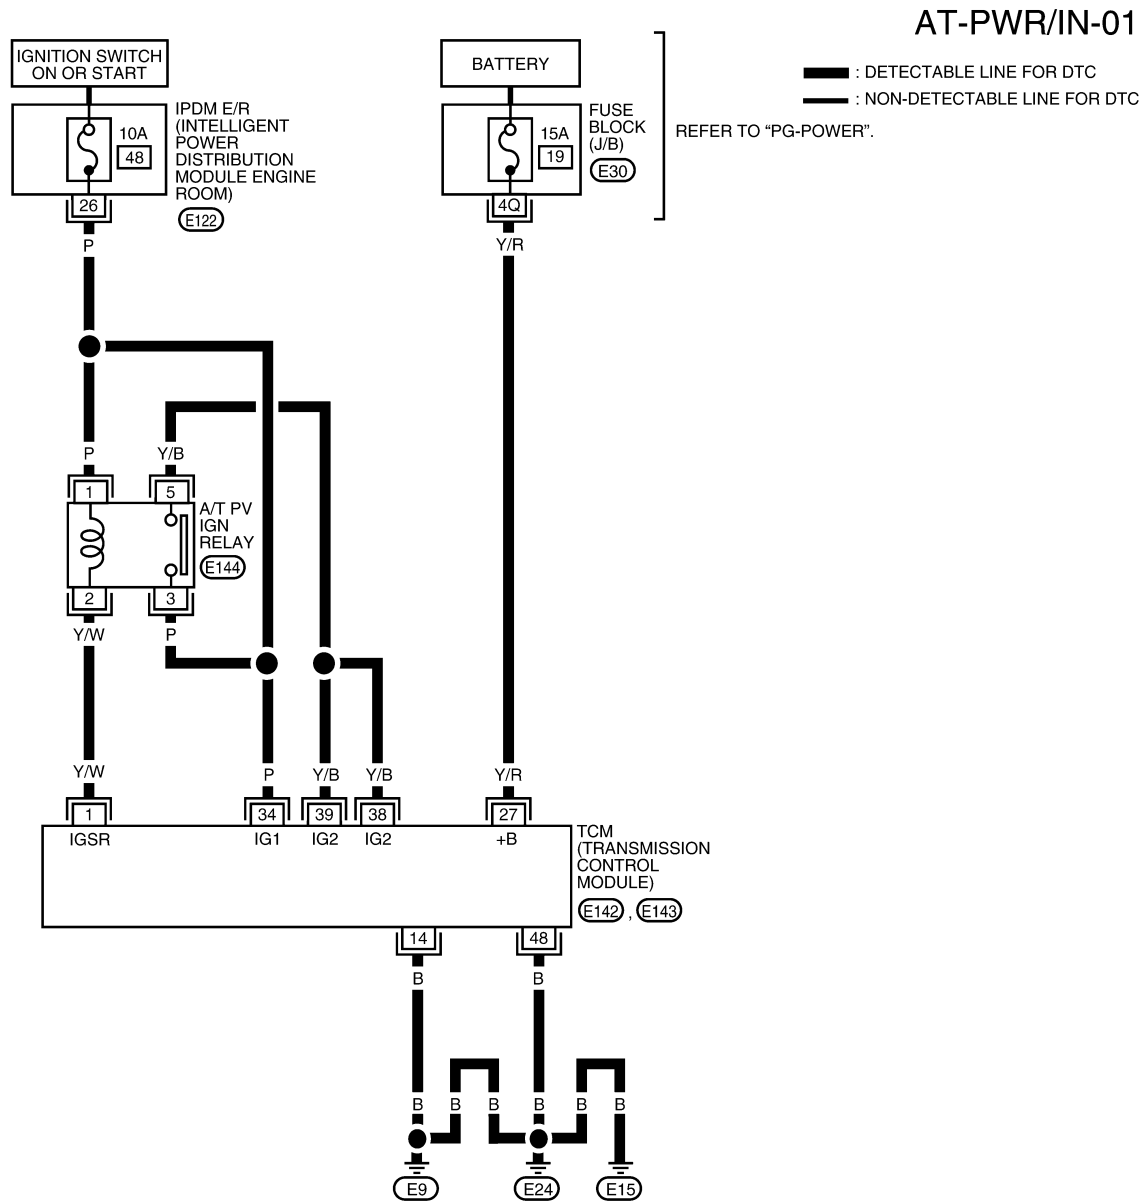 AT-PWR/IN-01
IGNITION SWITCH
ON OR START
BATTERY
: DETECTABLE LINE FOR DTC
: NON-DETECTABLE LINE FOR DTC
REFER TO “PG-POWER”.
10A
48
IPDM E/R
(INTELLIGENT
POWER
DISTRIBUTION
MODULE ENGINE
ROOM)
E122
15A
19
FUSE
BLOCK
(J/B)
E30
26
4Q
P
Y/R
P
Y/B
1
5
A/T PV
IGN
RELAY
E144
2
3
Y/W
P
Y/W
P
Y/B
Y/B
Y/R
1
34
39
38
27
IGSR
IG1
IG2
IG2
+B
TCM
(TRANSMISSION
CONTROL
MODULE)
E142 , E143
14
48
B
B
B
B
B
B
B
B
E9
E24
E15